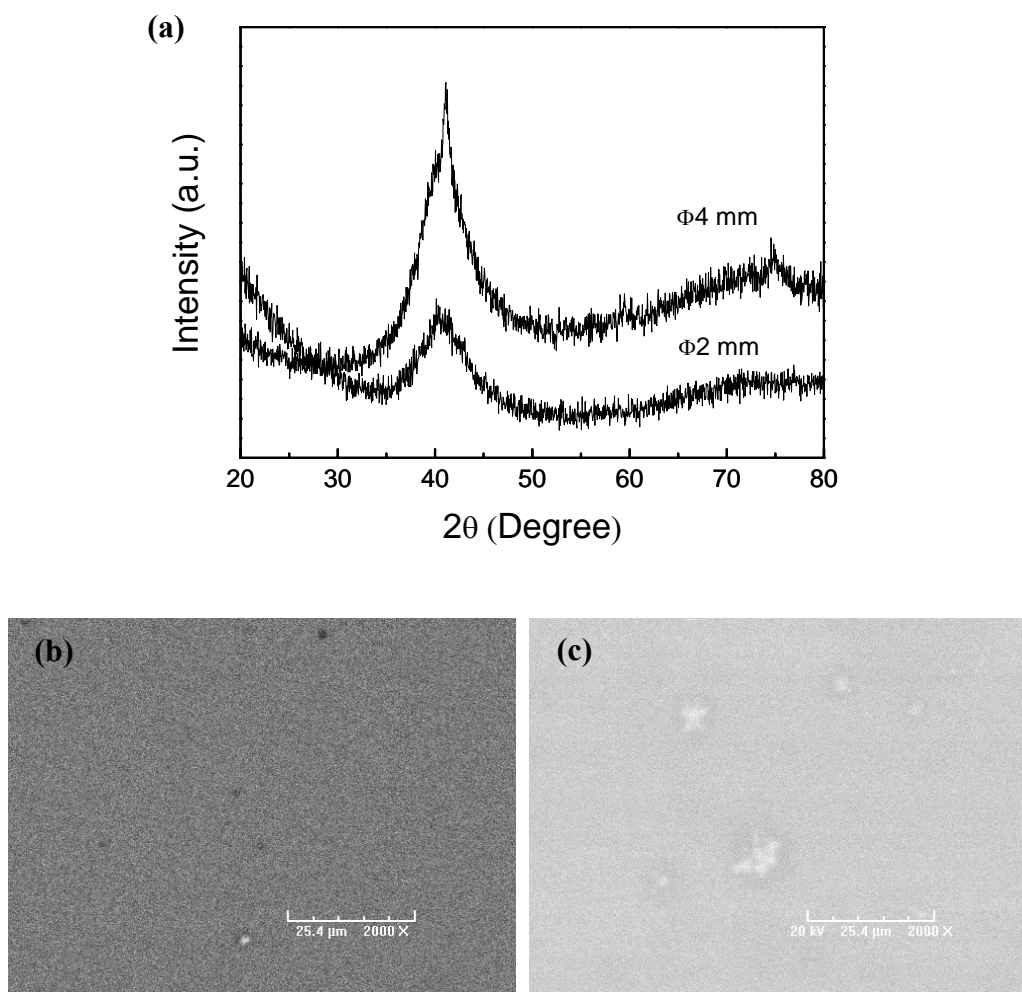 (a)
Intensity (a.u.)
Φ4 mm
Φ2 mm
20 30 40 50 60 70 80
2θ (Degree)
(b)
(c)
25.4 μm 2000 X
20 kV 25.4 μm 2000 X